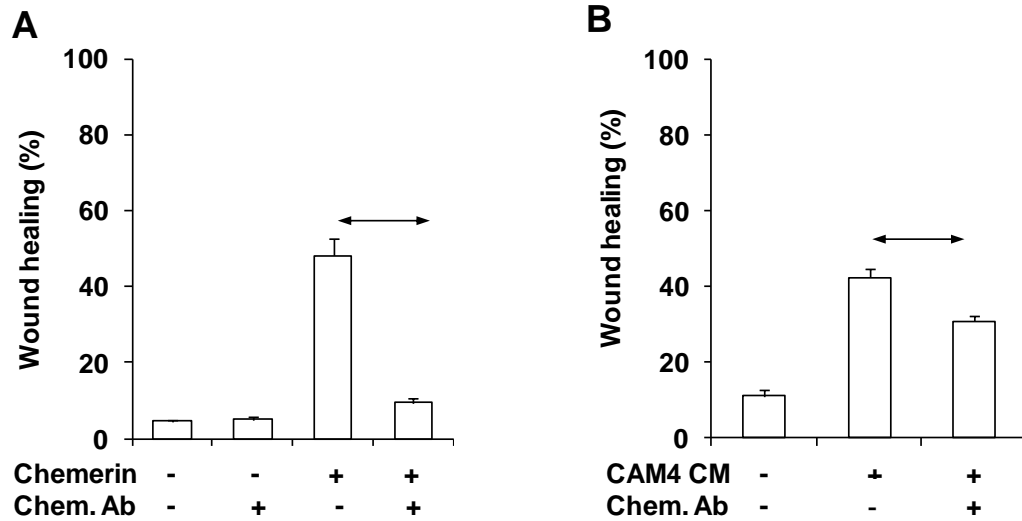 A
Wound healing (%)
100
80
60
40
20
0
Chemerin - - + +
Chem. Ab - + - +
B
Wound healing (%)
100
80
60
40
20
0
CAM4 CM - + +
Chem. Ab - - +